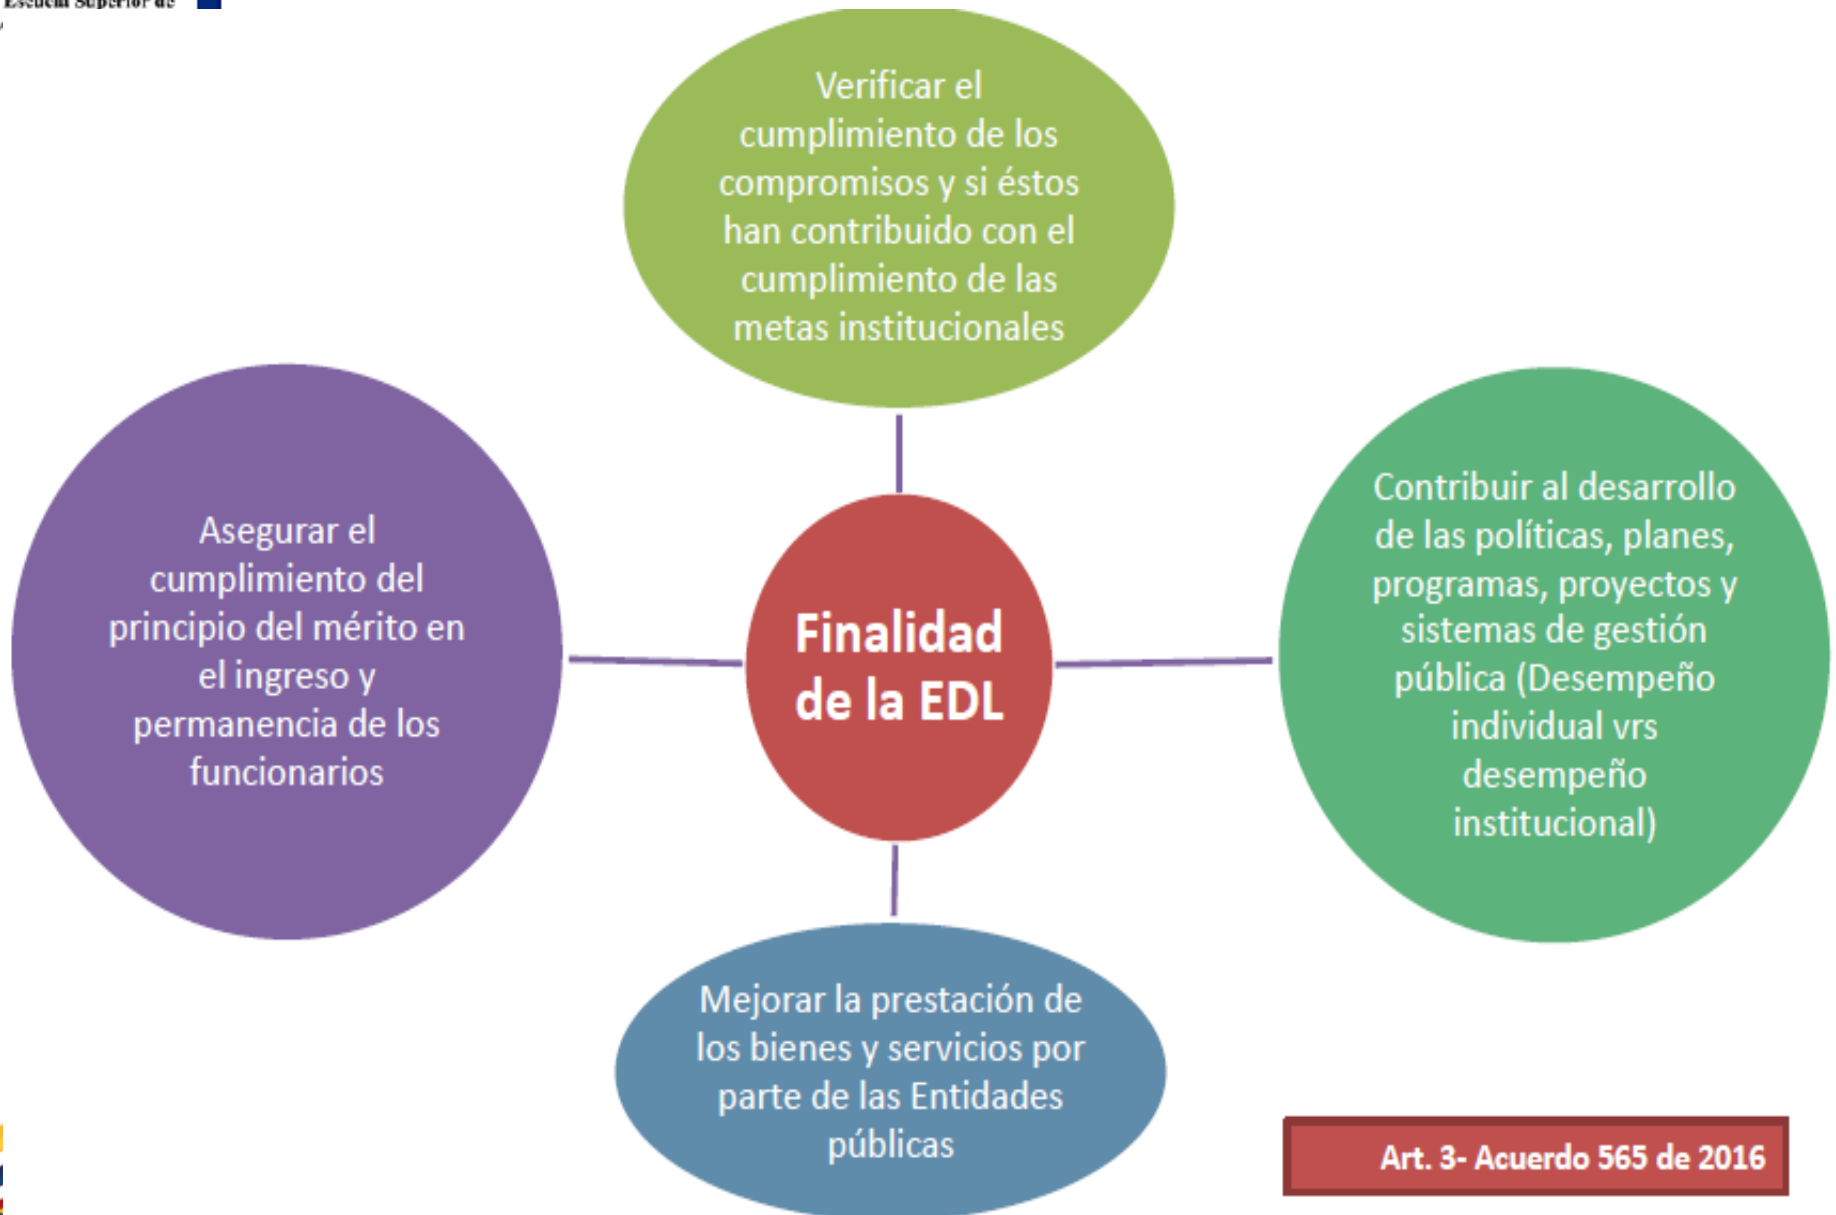 Escuela Superior de
Verificar el
cumplimiento de los
compromisos y si éstos
han contribuido con el
cumplimiento de las
metas institucionales
Asegurar el
cumplimiento del
principio del mérito en
el ingreso y
permanencia de los
funcionarios
Finalidad
de la EDL
Contribuir al desarrollo
de las políticas, planes,
programas, proyectos y
sistemas de gestión
pública (Desempeño
individual vrs
desempeño
institucional)
Mejorar la prestación de
los bienes y servicios por
parte de las Entidades
públicas
Art. 3- Acuerdo 565 de 2016